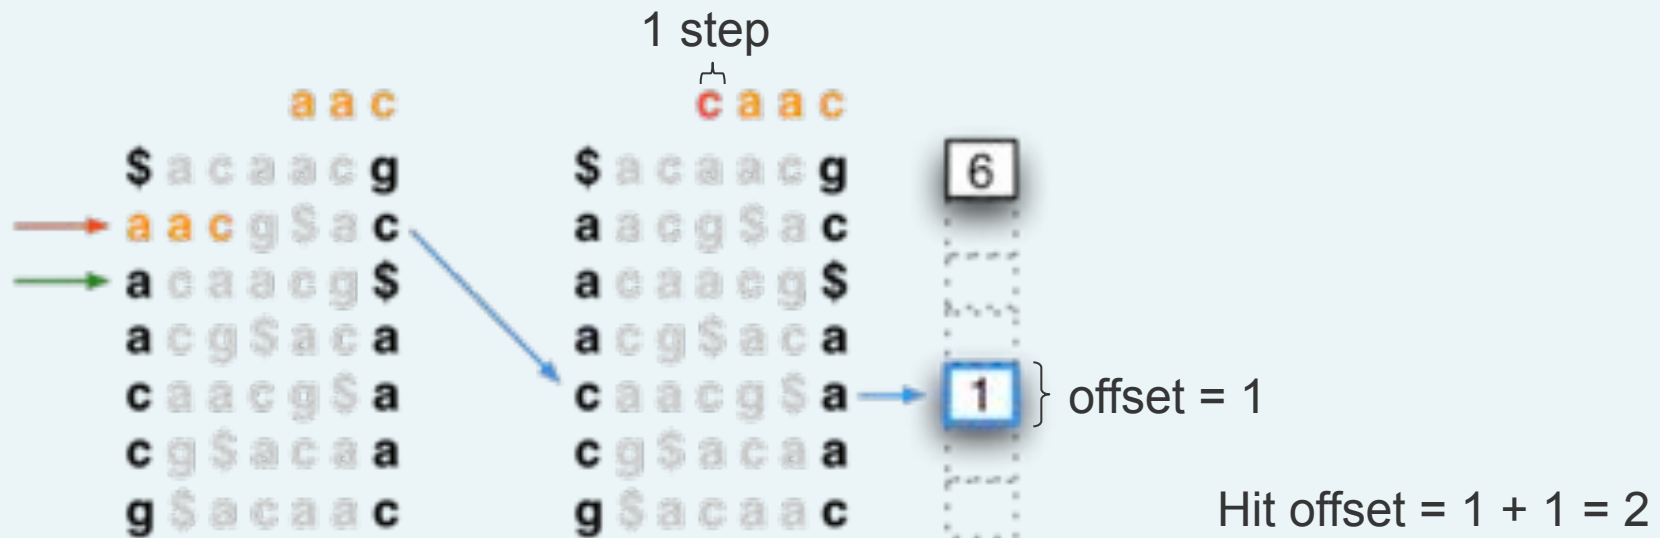 1 step
a a c c a a c
$ a c a a c g $ a c a a c g 6
a a c g $ a c a a c g $ a c
a c a a c g $ a c a a c g $
a c g $ a c a a c g $ a c a
c a a c g $ a c a a c g $ a 1 offset = 1
c g $ a c a a c g $ a c a a
g $ a c a a c g $ a c a a c
Hit offset = 1 + 1 = 2